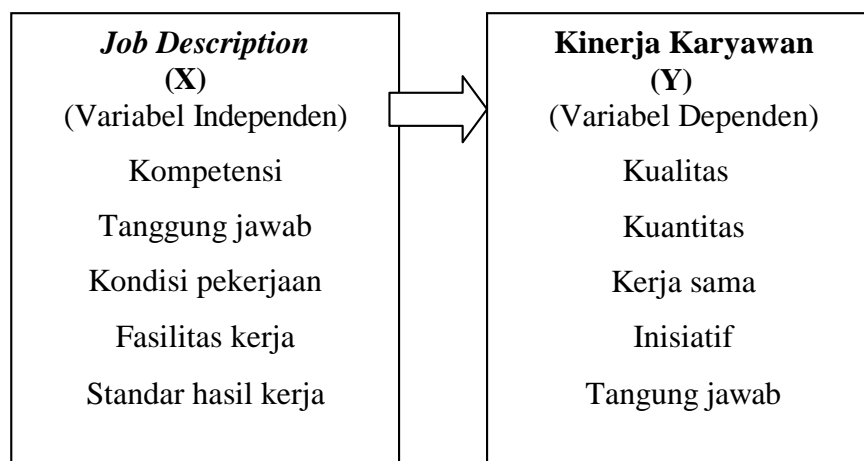 Job Description
(X)
(Variabel Independen)
Kompetensi
Tanggung jawab
Kondisi pekerjaan
Fasilitas kerja
Standar hasil kerja
Kinerja Karyawan
(Y)
(Variabel Dependen)
Kualitas
Kuantitas
Kerja sama
Inisiatif
Tangung jawab